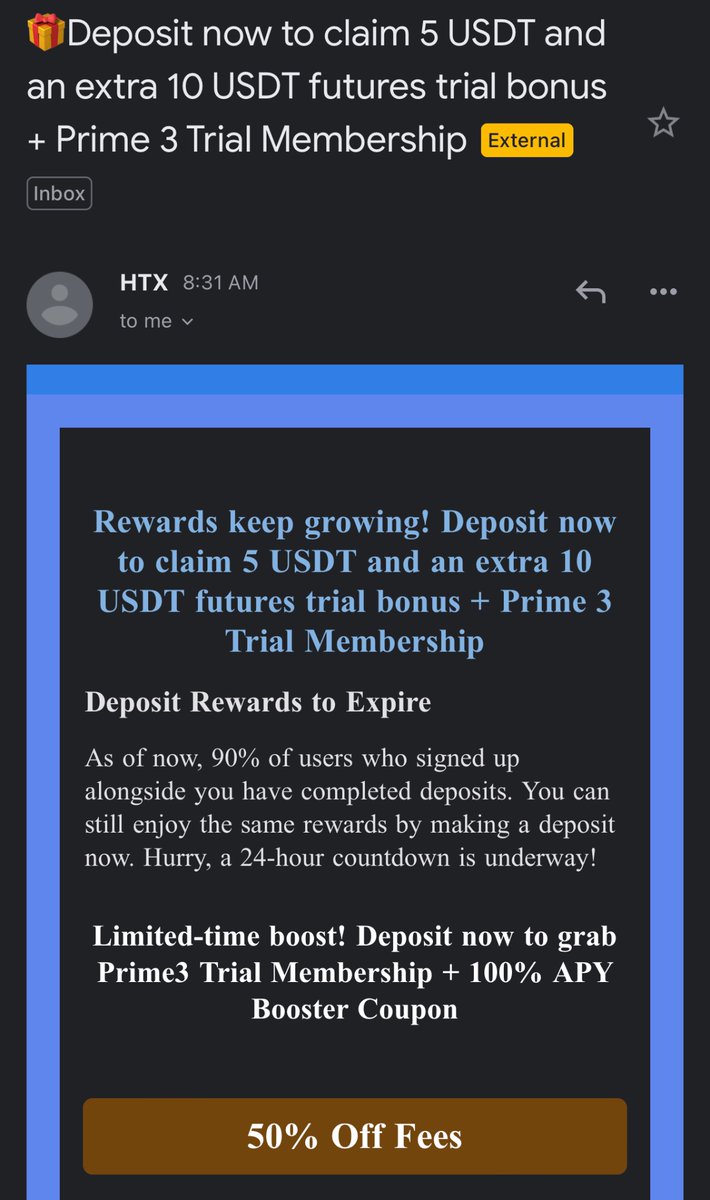 🎁Deposit now to claim 5 USDT and
an extra 10 USDT futures trial bonus
+ Prime 3 Trial Membership External
Inbox
HTX 8:31 AM
to me
Rewards keep growing! Deposit now
to claim 5 USDT and an extra 10
USDT futures trial bonus + Prime 3
Trial Membership
Deposit Rewards to Expire
As of now, 90% of users who signed up
alongside you have completed deposits. You can
still enjoy the same rewards by making a deposit
now. Hurry, a 24-hour countdown is underway!
Limited-time boost! Deposit now to grab
Prime3 Trial Membership + 100% APY
Booster Coupon
50% Off Fees